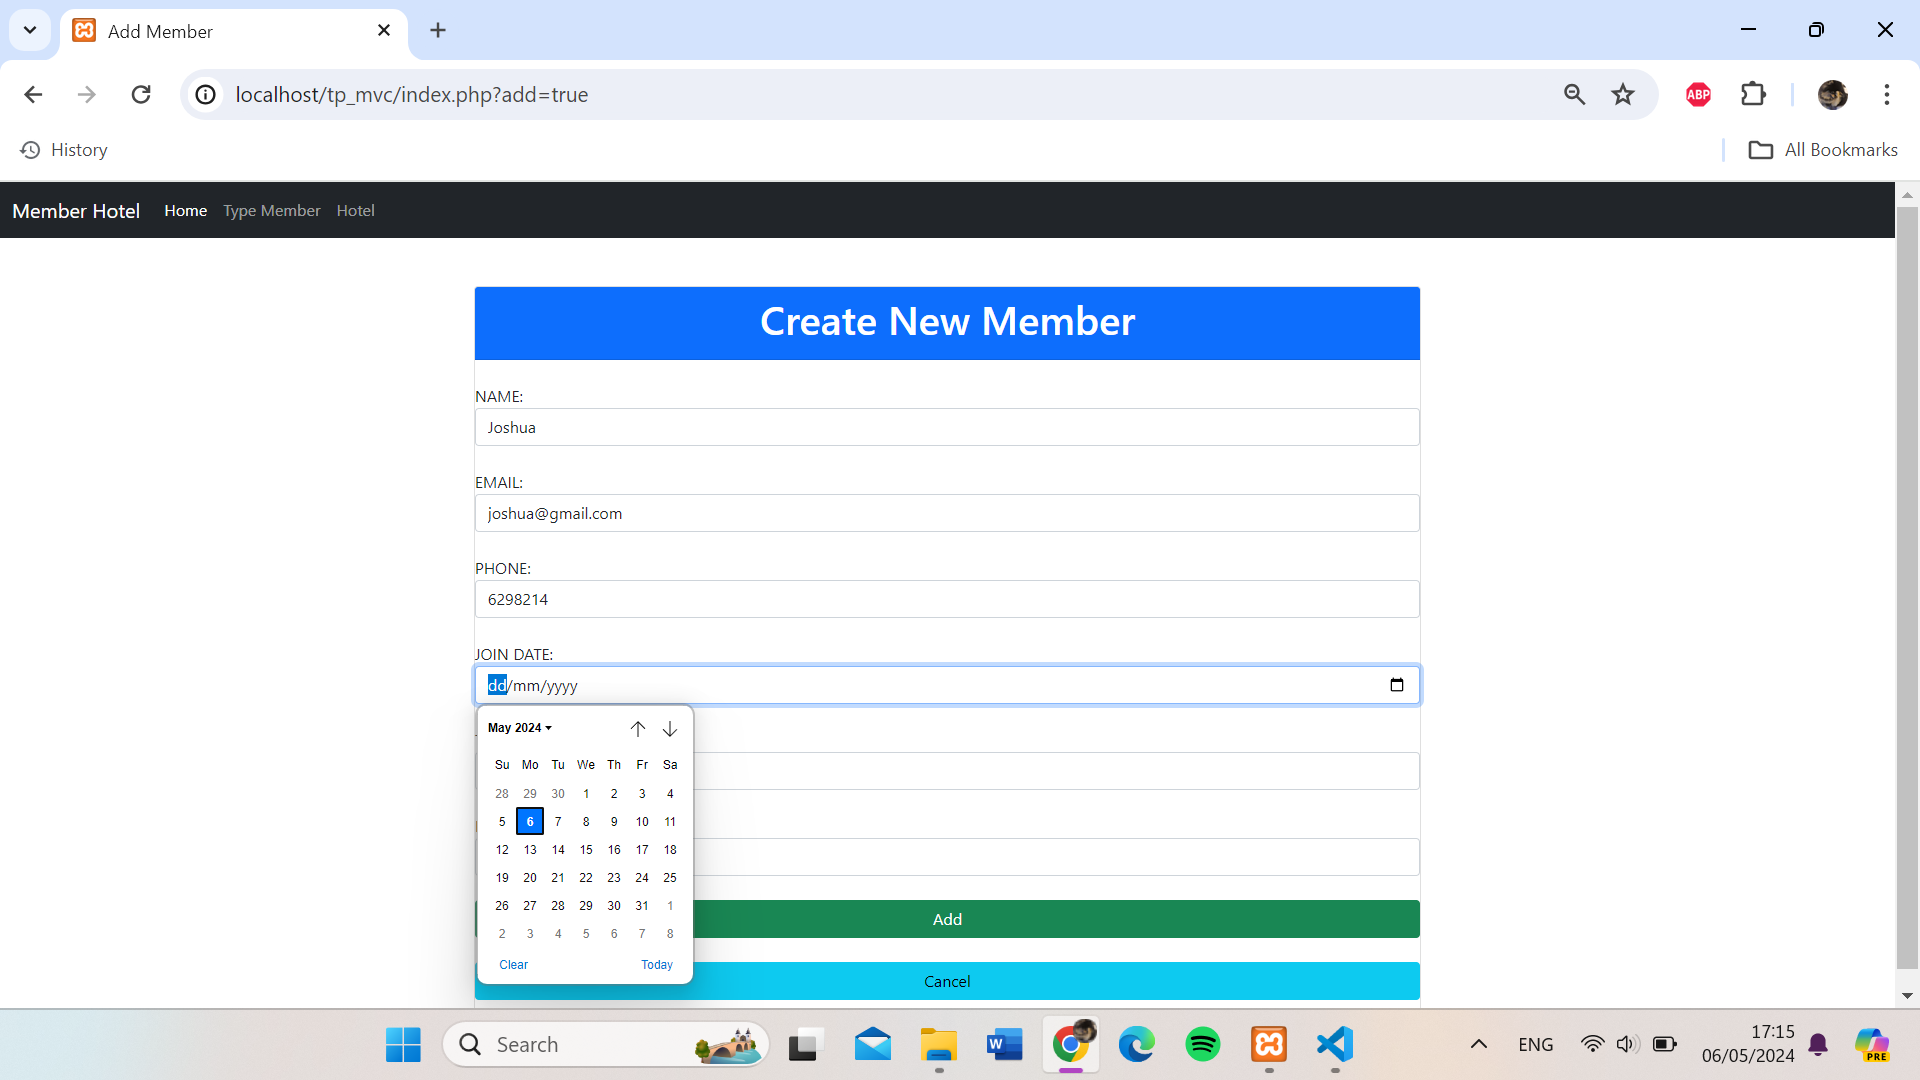 Add Member
localhost/tp_mvc/index.php?add=true
ABP
History
All Bookmarks
Member Hotel Home Type Member Hotel
Create New Member
NAME:
Joshua
EMAIL:
joshua@gmail.com
PHONE:
6298214
JOIN DATE:
dd/mm/yyyy
May 2024
Su Mo Tu We Th Fr Sa
28 29 30 1 2 3 4
5 6 7 8 9 10 11
12 13 14 15 16 17 18
19 20 21 22 23 24 25
26 27 28 29 30 31 1
2 3 4 5 6 7 8
Clear Today
Add
Cancel
Search
W
ENG
17:15
06/05/2024
PRE